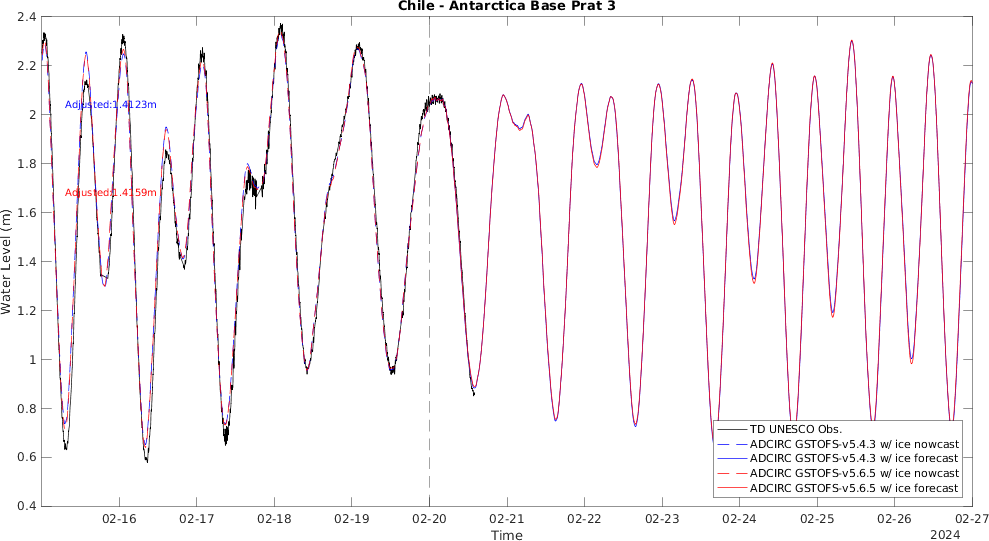 Chile - Antarctica Base Prat 3
2.4
2.2
2
1.8
1.6
1.4
1.2
1
0.8
0.6
0.4
Water Level (m)
Adjusted:1.4123m
Adjusted:1.4159m
TD UNESCO Obs.
ADCIRC GSTOFS-v5.4.3 w/ ice nowcast
ADCIRC GSTOFS-v5.4.3 w/ ice forecast
ADCIRC GSTOFS-v5.6.5 w/ ice nowcast
ADCIRC GSTOFS-v5.6.5 w/ ice forecast
02-16 02-17 02-18 02-19 02-20 02-21 02-22 02-23 02-24 02-25 02-26 02-27
Time
2024